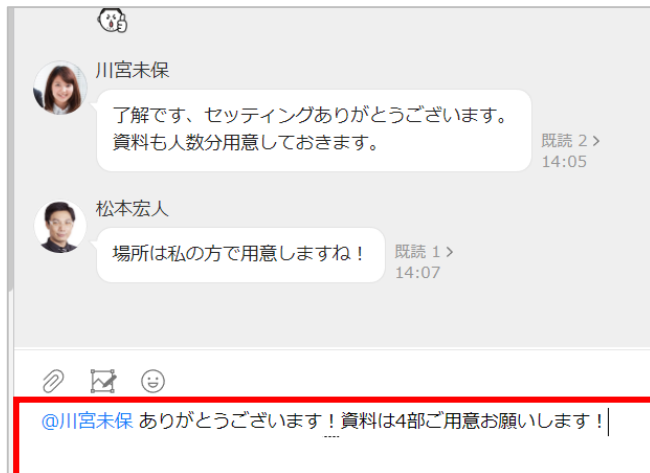 川宮未保
了解です、セッティングありがとうございます。
資料も人数分用意しておきます。
既読 2 >
14:05
松本宏人
場所は私の方で用意しますね！
既読 1 >
14:07
@川宮未保 ありがとうございます！資料は4部ご用意お願いします！